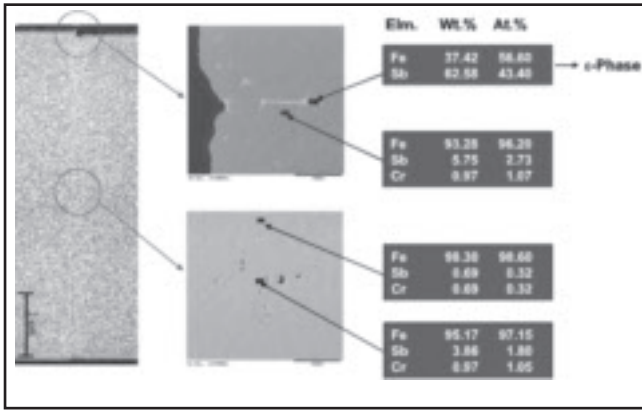 Elm. Wt.% At.%
Fe 37.42 56.60
Sb 62.58 43.40
ε-Phase
Fe 93.28 96.20
Sb 5.75 2.73
Cr 0.97 1.07
Fe 98.30 98.60
Sb 0.69 0.32
Cr 0.69 0.32
Fe 95.17 97.15
Sb 3.86 1.80
Cr 0.97 1.05